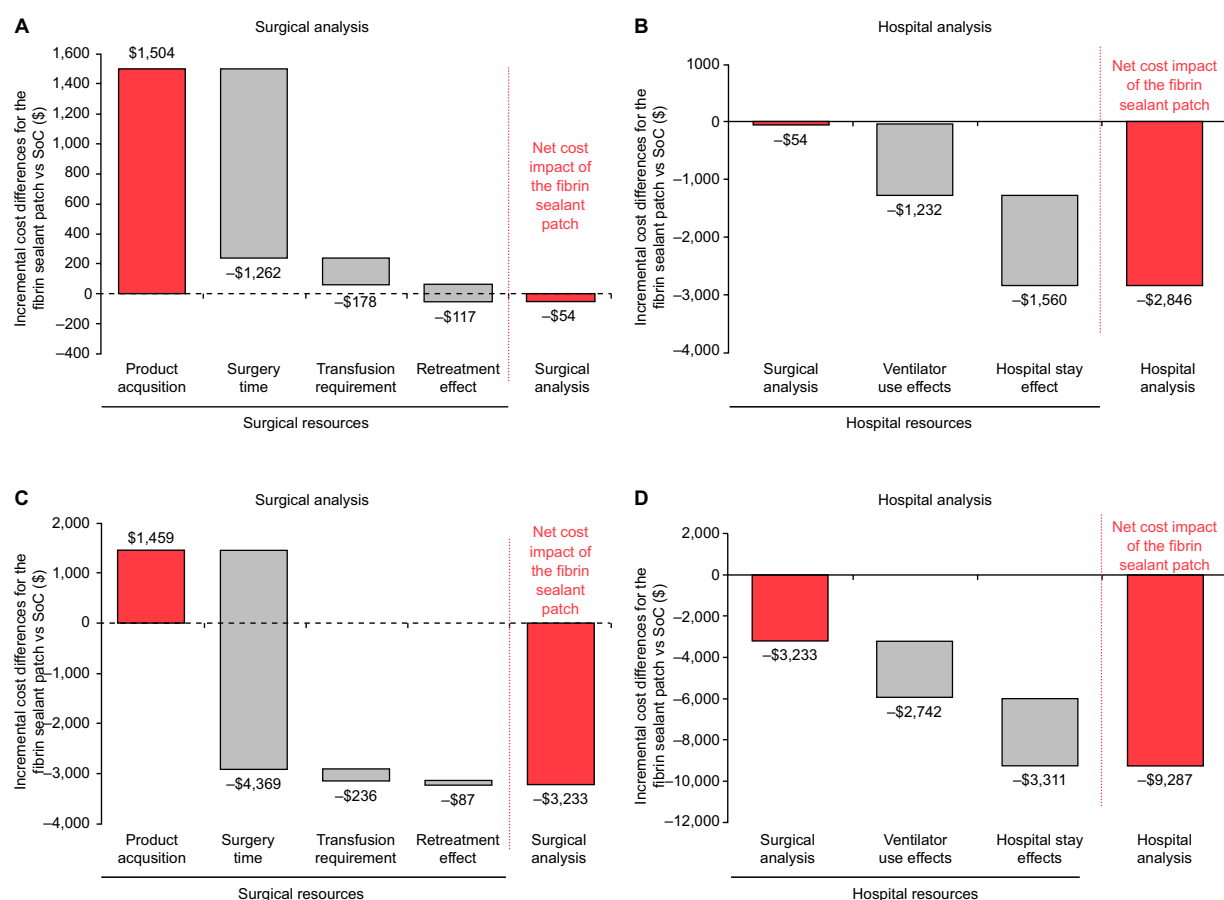 A
Surgical analysis
Incremental cost differences for the
fibrin sealant patch vs SoC ($)
1,600
1,400
1,200
1,000
800
600
400
200
0
–200
–400
$1,504
–$1,262
–$178
–$117
–$54
Net cost
impact of
the fibrin
sealant
patch
Product
acqusition
Surgery
time
Transfusion
requirement
Retreatment
effect
Surgical
analysis
Surgical resources
B
Hospital analysis
Incremental cost differences for the
fibrin sealant patch vs SoC ($)
1000
0
–1,000
–2,000
–3,000
–4,000
–$54
–$1,232
–$1,560
–$2,846
Net cost impact
of the fibrin
sealant patch
Surgical
analysis
Ventilator
use effects
Hospital stay
effect
Hospital
analysis
Hospital resources
C
Surgical analysis
Incremental cost differences for the
fibrin sealant patch vs SoC ($)
2,000
1,000
0
–1,000
–2,000
–3,000
–4,000
$1,459
–$4,369
–$236
–$87
–$3,233
Net cost
impact of
the fibrin
sealant
patch
Product
acqusition
Surgery
time
Transfusion
requirement
Retreatment
effect
Surgical
analysis
Surgical resources
D
Hospital analysis
Incremental cost differences for the
fibrin sealant patch vs SoC ($)
2,000
0
–2,000
–4,000
–6,000
–8,000
–10,000
–12,000
–$3,233
–$2,742
–$3,311
–$9,287
Net cost impact
of the fibrin
sealant patch
Surgical
analysis
Ventilator
use effects
Hospital stay
effects
Hospital
analysis
Hospital resources